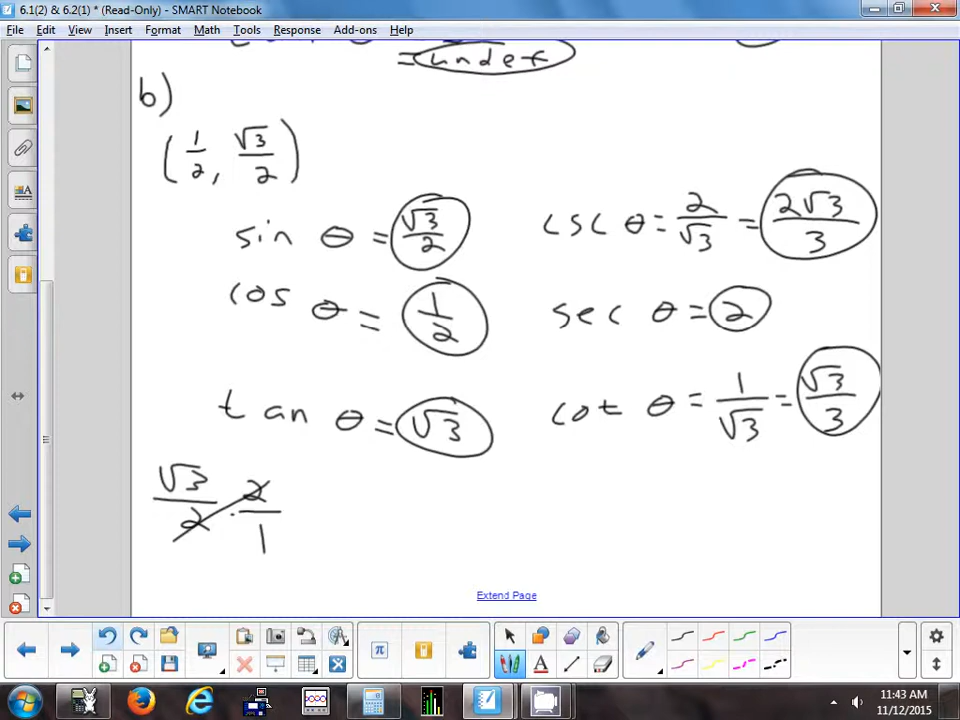 6.1(2) & 6.2(1) * (Read-Only) - SMART Notebook
File Edit View Insert Format Math Tools Response Add-ons Help
= undef
b)
(1/2, √3/2)
sin θ = √3/2 csc θ = 2/√3 = 2√3/3
cos θ = 1/2 sec θ = 2
tan θ = √3 cot θ = 1/√3 = √3/3
√3/2 · 2/1
Extend Page
11:43 AM
11/12/2015